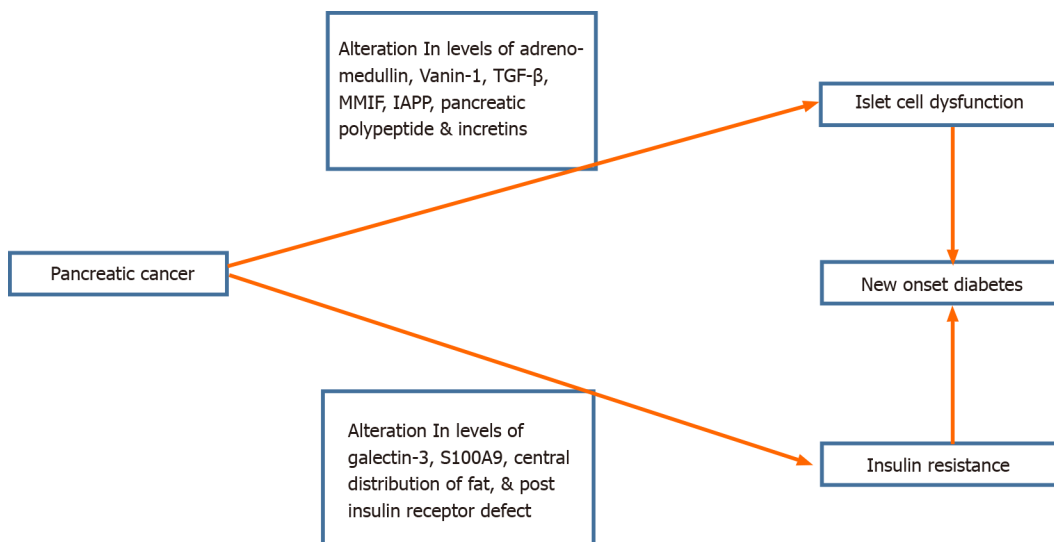 Alteration In levels of adreno-
medullin, Vanin-1, TGF-β,
MMIF, IAPP, pancreatic
polypeptide & incretins
Islet cell dysfunction
Pancreatic cancer
New onset diabetes
Alteration In levels of
galectin-3, S100A9, central
distribution of fat, & post
insulin receptor defect
Insulin resistance